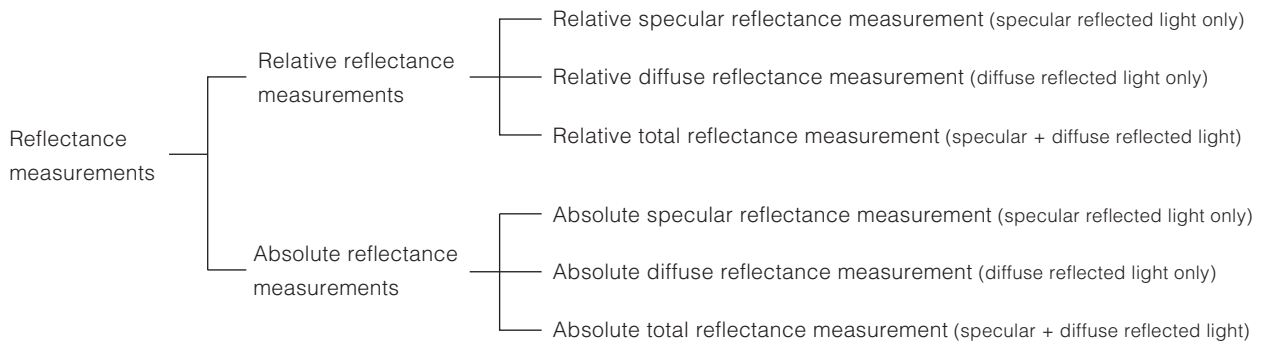 Reflectance
measurements
Relative reflectance
measurements
Relative specular reflectance measurement (specular reflected light only)
Relative diffuse reflectance measurement (diffuse reflected light only)
Relative total reflectance measurement (specular + diffuse reflected light)
Absolute reflectance
measurements
Absolute specular reflectance measurement (specular reflected light only)
Absolute diffuse reflectance measurement (diffuse reflected light only)
Absolute total reflectance measurement (specular + diffuse reflected light)